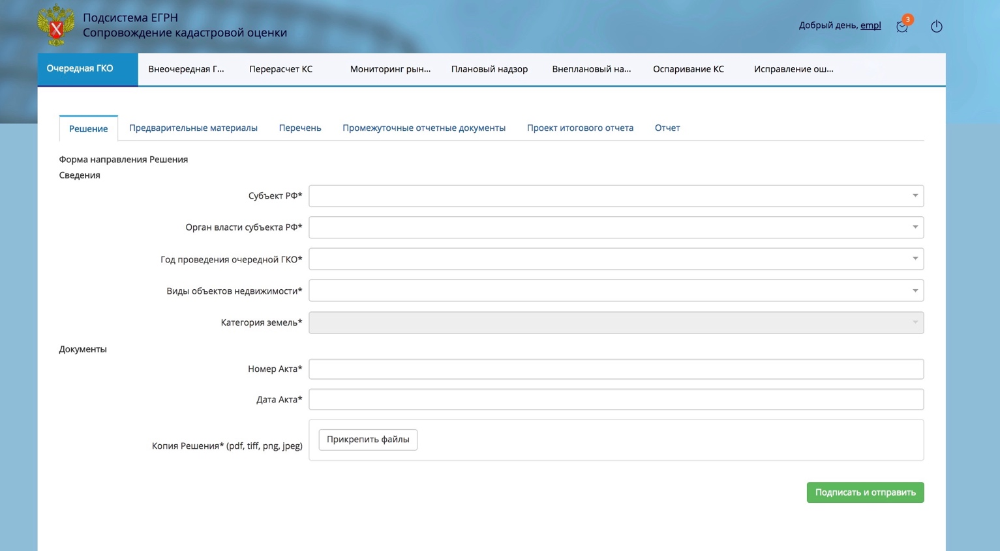 Подсистема ЕГРН
Сопровождение кадастровой оценки
Добрый день, empl
3
Очередная ГКО
Внеочередная Г...
Перерасчет КС
Мониторинг рын...
Плановый надзор
Внеплановый на...
Оспаривание КС
Исправление ош...
Решение
Предварительные материалы
Перечень
Промежуточные отчетные документы
Проект итогового отчета
Отчет
Форма направления Решения
Сведения
Субъект РФ*
Орган власти субъекта РФ*
Год проведения очередной ГКО*
Виды объектов недвижимости*
Категория земель*
Документы
Номер Акта*
Дата Акта*
Копия Решения* (pdf, tiff, png, jpeg)
Прикрепить файлы
Подписать и отправить